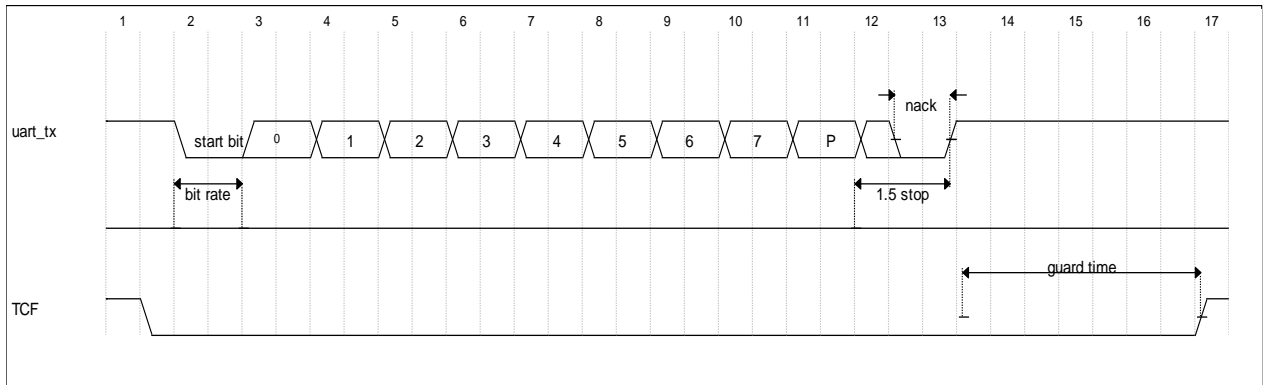 1 2 3 4 5 6 7 8 9 10 11 12 13 14 15 16 17
nack
uart_tx
start bit 0 1 2 3 4 5 6 7 P
bit rate
1.5 stop
guard time
TCF